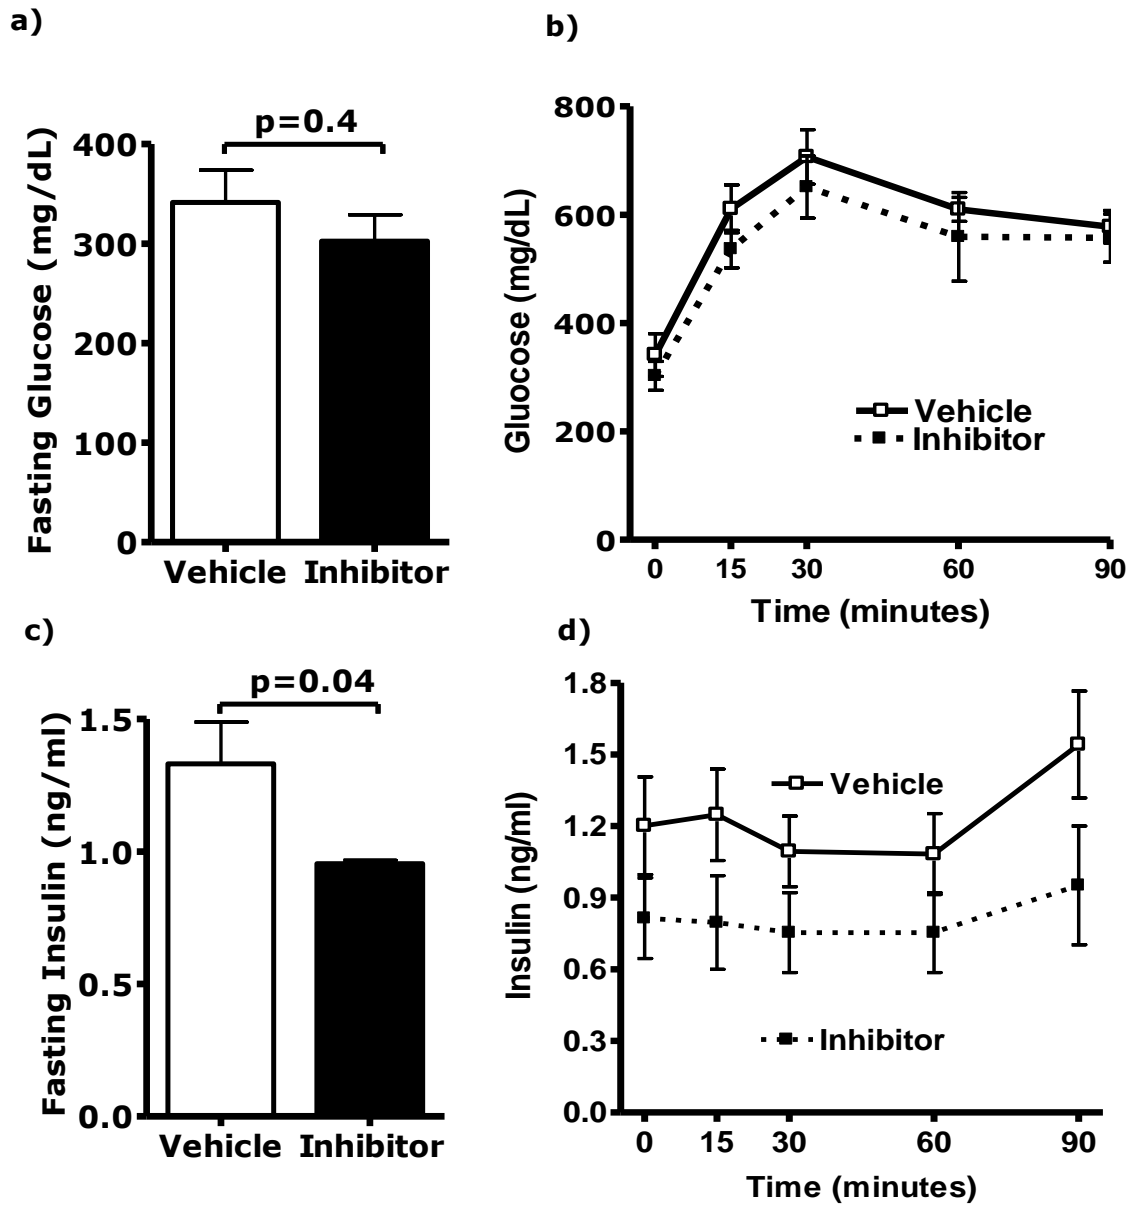 a)
p=0.4
Fasting Glucose (mg/dL)
400
300
200
100
0
Vehicle Inhibitor
b)
Gluocose (mg/dL)
800
600
400
200
0
Vehicle
Inhibitor
0 15 30 60 90
Time (minutes)
c)
p=0.04
Fasting Insulin (ng/ml)
1.5
1.0
0.5
0.0
Vehicle Inhibitor
d)
Insulin (ng/ml)
1.8
1.5
1.2
0.9
0.6
0.3
0.0
Vehicle
Inhibitor
0 15 30 60 90
Time (minutes)